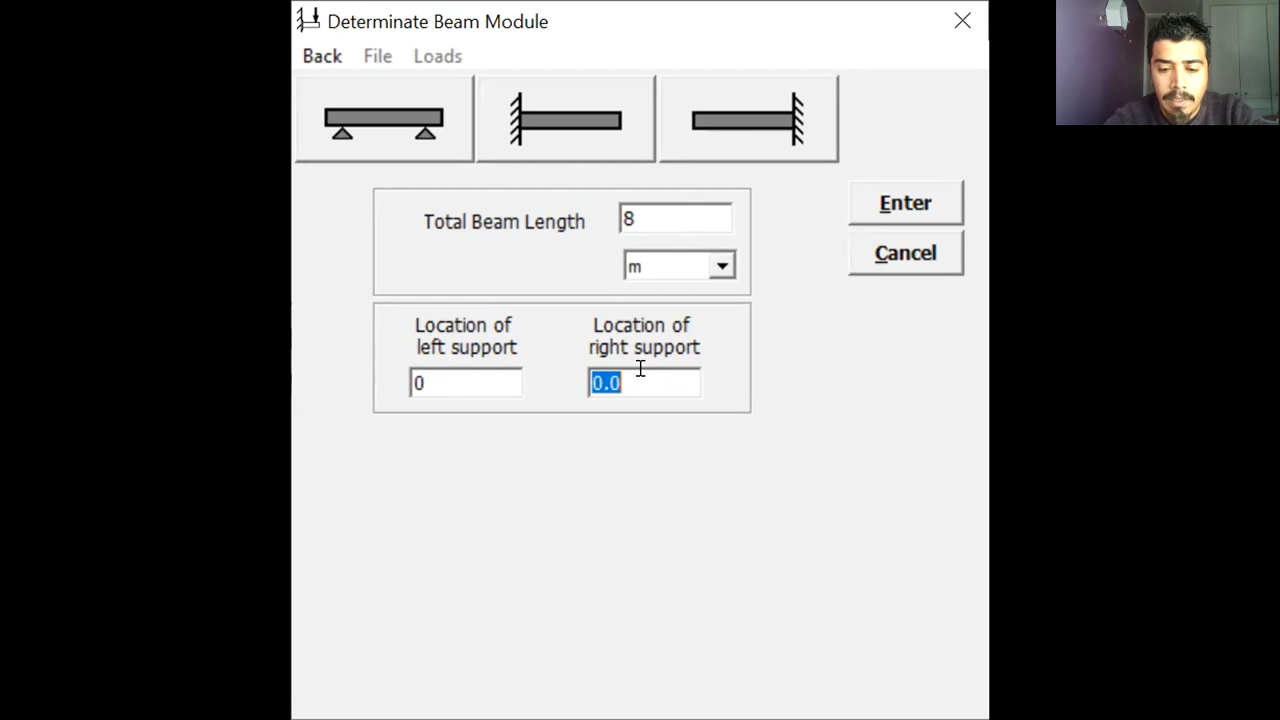 Determinate Beam Module
Back File Loads
Enter
Total Beam Length 8
Cancel
m
Location of left support
Location of right support
0
0.0